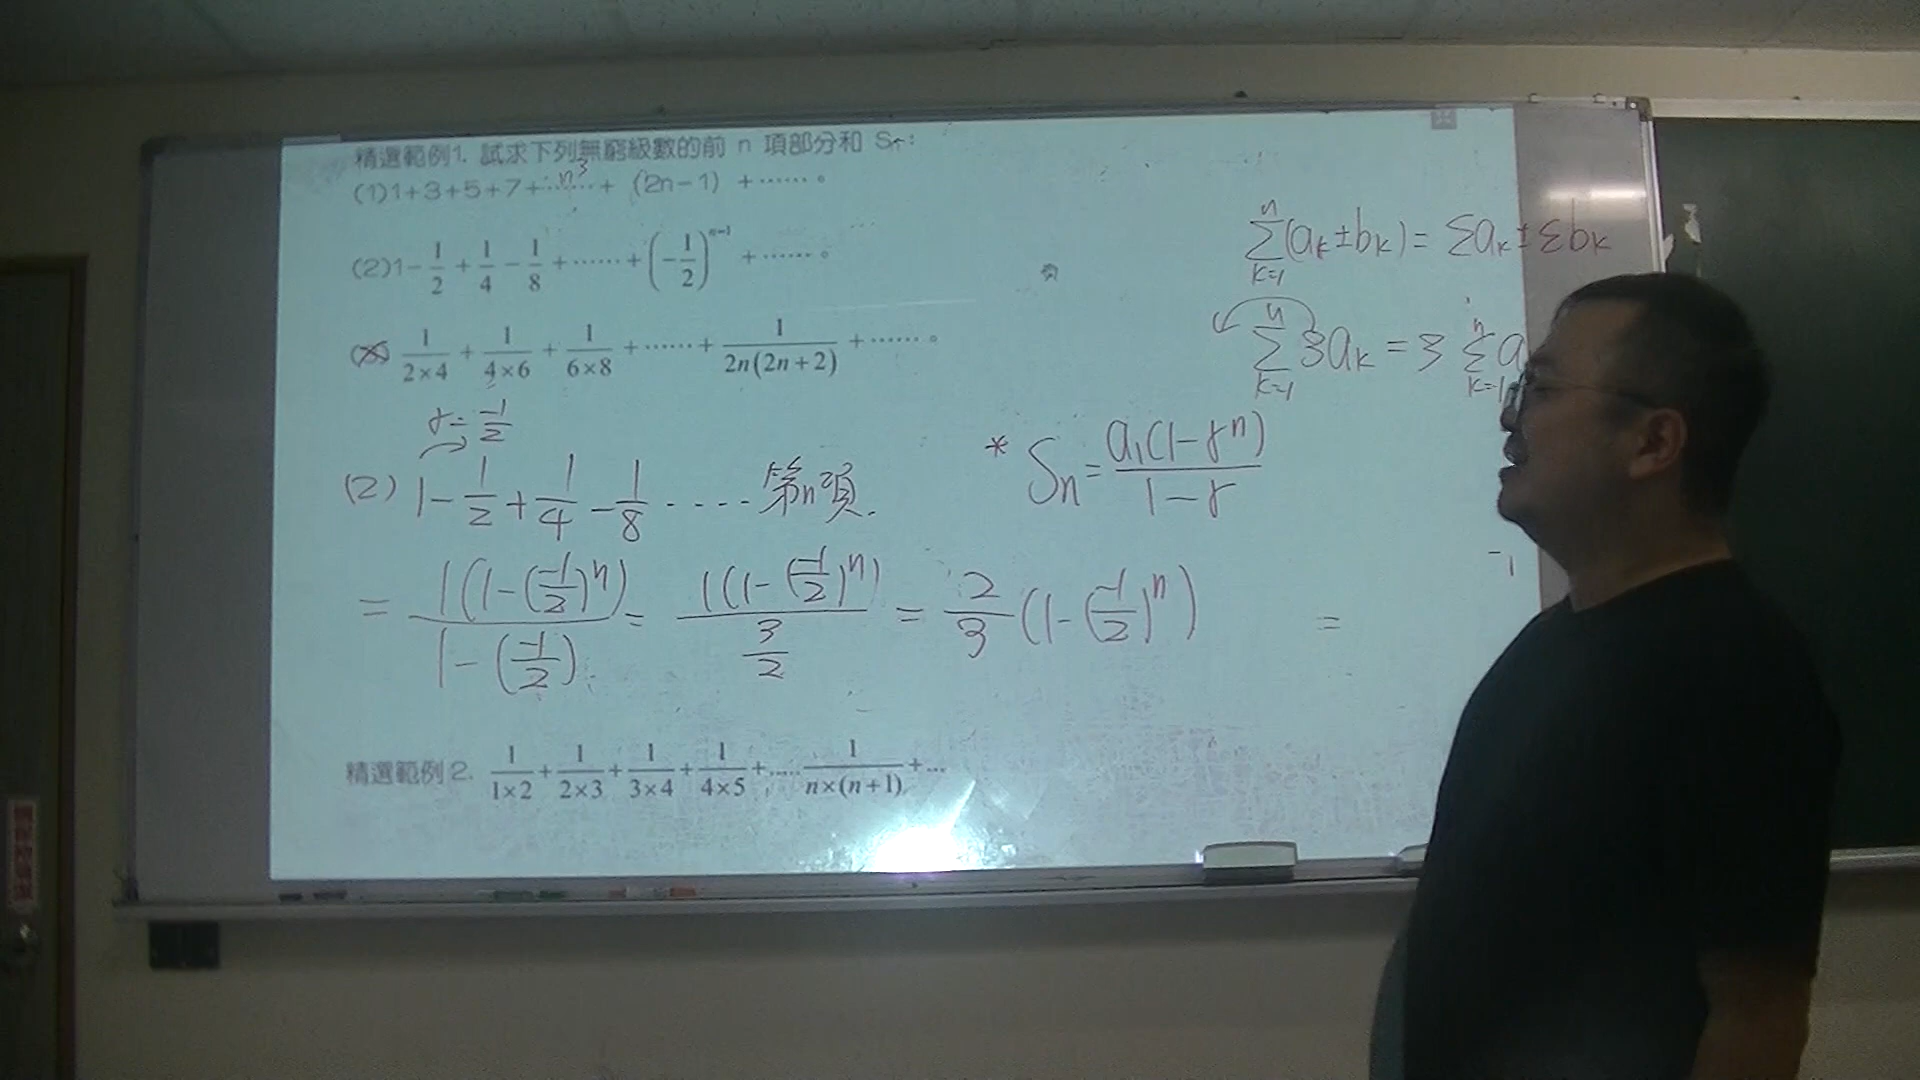 精選範例1. 試求下列無窮級數的前 n 項部分和 Sₙ:
(1)1+3+5+7+……+ (2n-1) +……。
n³
(2)1-1/2+1/4-1/8+……+(-1/2)ⁿ⁻¹+……。
1/(2×4)+1/(4×6)+1/(6×8)+……+1/(2n(2n+2))+……。
r=-1/2
(2) 1-1/2+1/4-1/8-----第n項.
=1(1-(-1/2)ⁿ)/(1-(-1/2))=1(1-(-1/2)ⁿ)/(3/2)=2/3(1-(-1/2)ⁿ) =
精選範例2. 1/(1×2)+1/(2×3)+1/(3×4)+1/(4×5)+.....1/(n×(n+1))+...
n∑k=1(aₖ±bₖ)=Σaₖ±Σbₖ
n∑k=1 3aₖ=3 n∑k=1 a
* Sₙ=a₁(1-rⁿ)/(1-r)